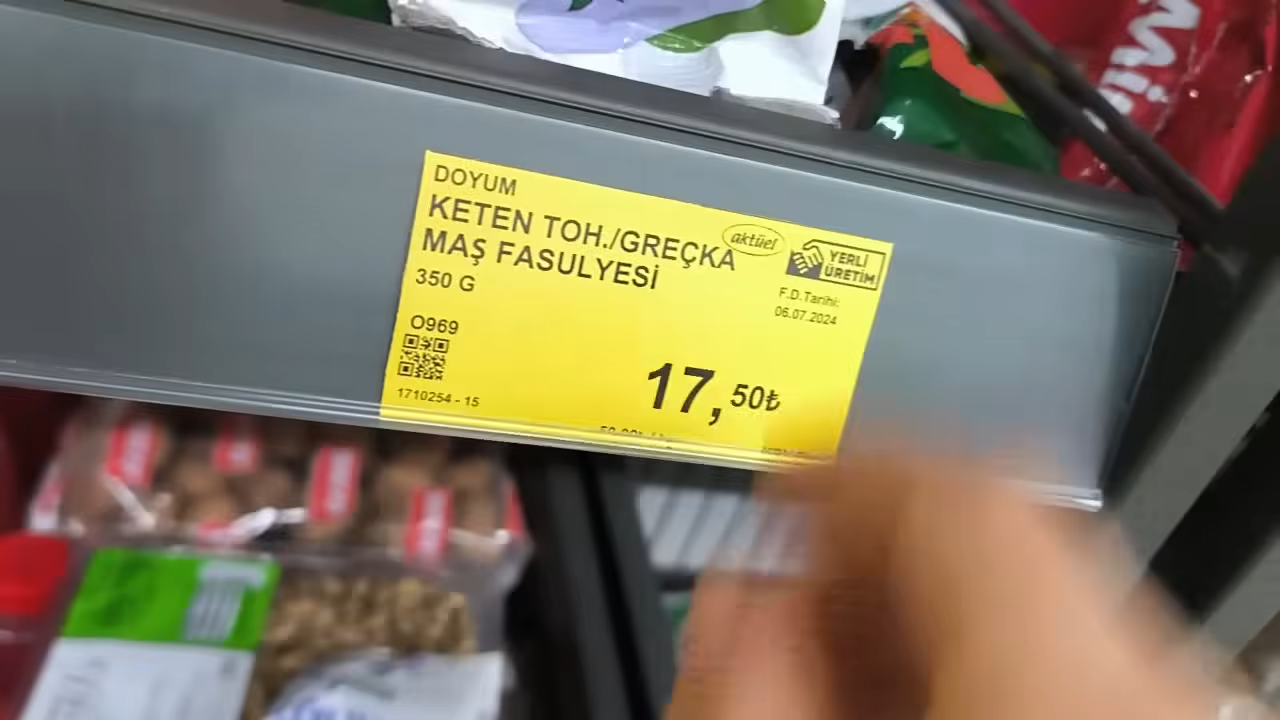 DOYUM
KETEN TOH./GREÇKA
MAŞ FASULYESİ
350 G
aktüel
YERLİ
ÜRETİM
F.D.Tarihi:
06.07.2024
O969
17,50₺
1710254 - 15